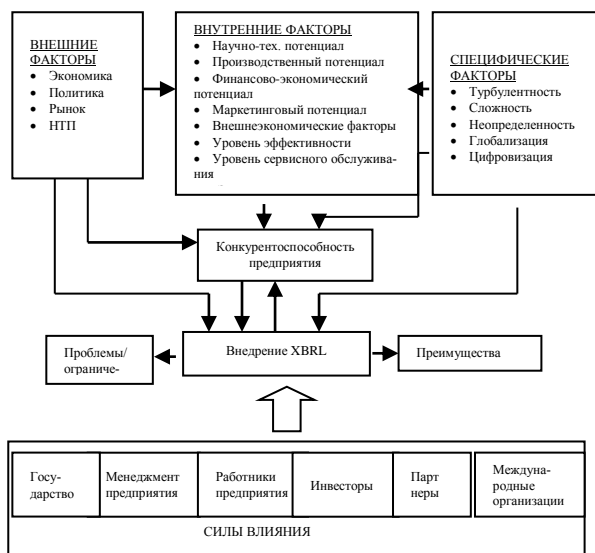 ВНЕШНИЕ
ФАКТОРЫ
• Экономика
• Политика
• Рынок
• НТП
ВНУТРЕННИЕ ФАКТОРЫ
• Научно-тех. потенциал
• Производственный потенциал
• Финансово-экономический
потенциал
• Маркетинговый потенциал
• Внешнеэкономические факторы
• Уровень эффективности
• Уровень сервисного обслужива-
ния
СПЕЦИФИЧЕСКИЕ
ФАКТОРЫ
• Турбулентность
• Сложность
• Неопределенность
• Глобализация
• Цифровизация
Конкурентоспособность
предприятия
Проблемы/
ограниче-
Внедрение XBRL
Преимущества
Госу-
дарство
Менеджмент
предприятия
Работники
предприятия
Инвесторы
Парт
неры
Междуна-
родные
организации
СИЛЫ ВЛИЯНИЯ